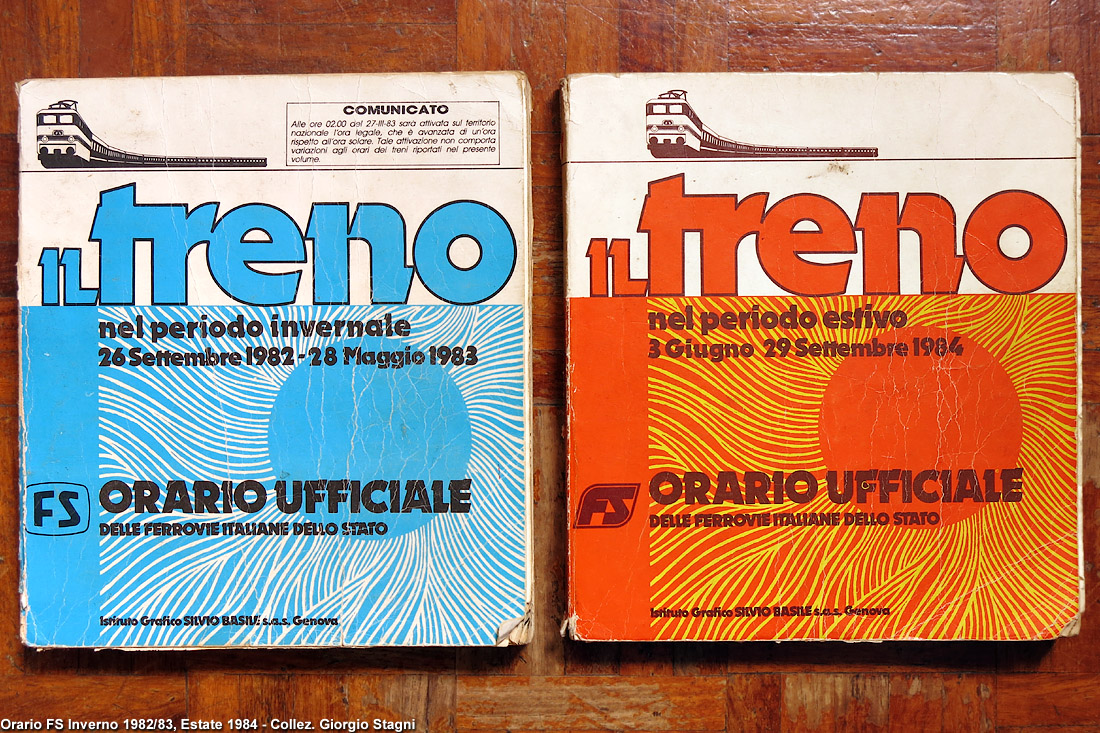 COMUNICATO
Alle ore 02.00 del 27-III-83 sarà attivata sul territorio
nazionale l'ora legale, che è avanzata di un'ora
rispetto all'ora solare. Tale attivazione non comporta
variazioni agli orari dei treni riportati nel presente
volume.
IL treno
nel periodo invernale
26 Settembre 1982 - 28 Maggio 1983
FS
ORARIO UFFICIALE
DELLE FERROVIE ITALIANE DELLO STATO
Istituto Grafico SILVIO BASILE s.a.s. Genova
IL treno
nel periodo estivo
3 Giugno 29 Settembre 1984
FS
ORARIO UFFICIALE
DELLE FERROVIE ITALIANE DELLO STATO
Istituto Grafico SILVIO BASILE s.a.s. Genova
Orario FS Inverno 1982/83, Estate 1984 - Collez. Giorgio Stagni